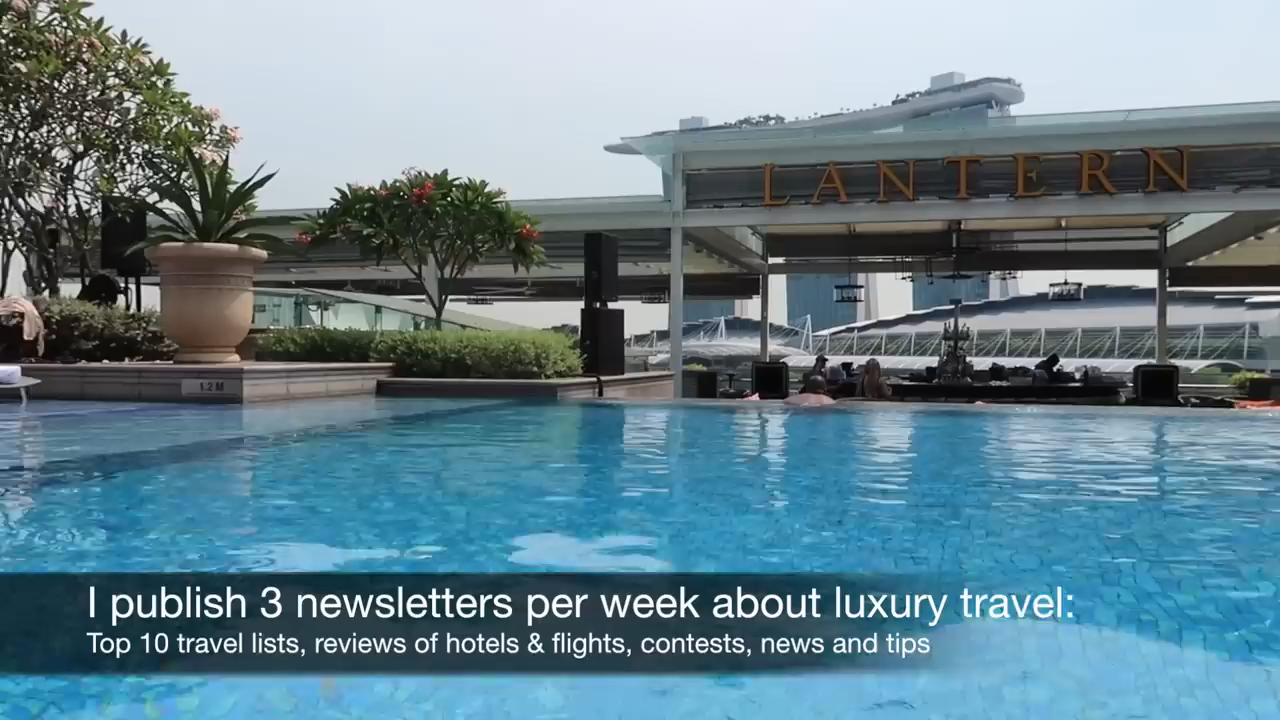 LANTERN
1.2 M
I publish 3 newsletters per week about luxury travel:
Top 10 travel lists, reviews of hotels & flights, contests, news and tips